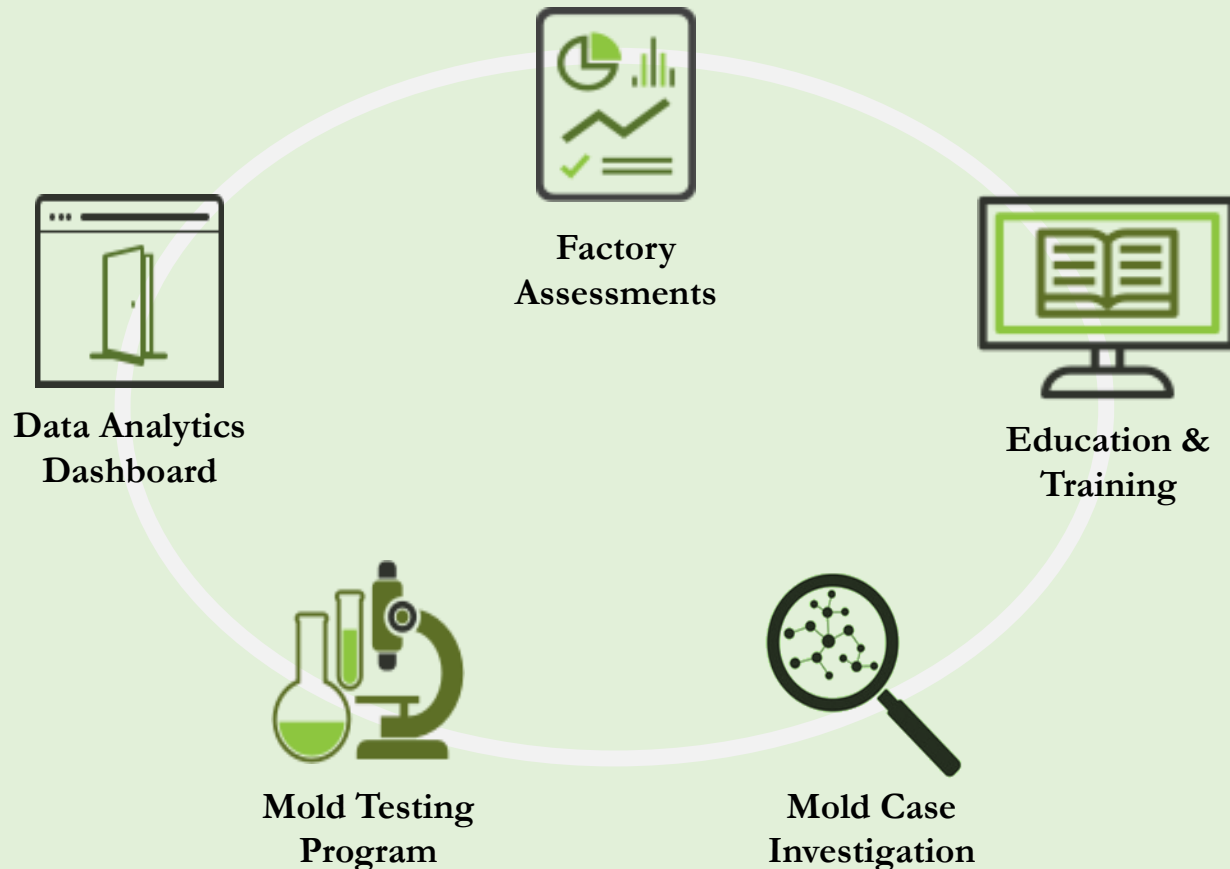 Factory
Assessments
Data Analytics
Dashboard
Education &
Training
Mold Testing
Program
Mold Case
Investigation